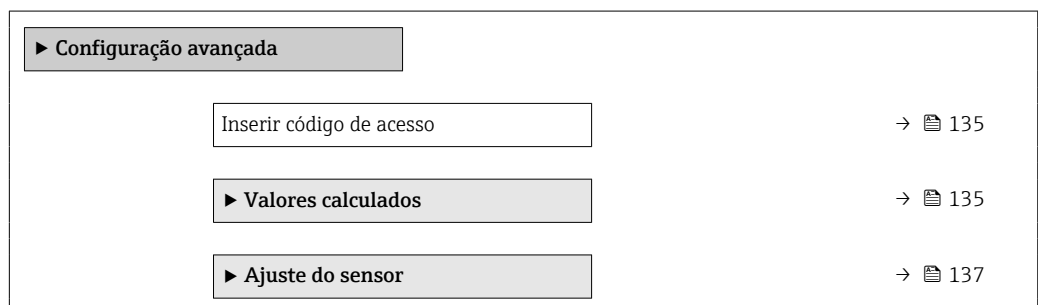 ► Configuração avançada
Inserir código de acesso → 135
► Valores calculados → 135
► Ajuste do sensor → 137